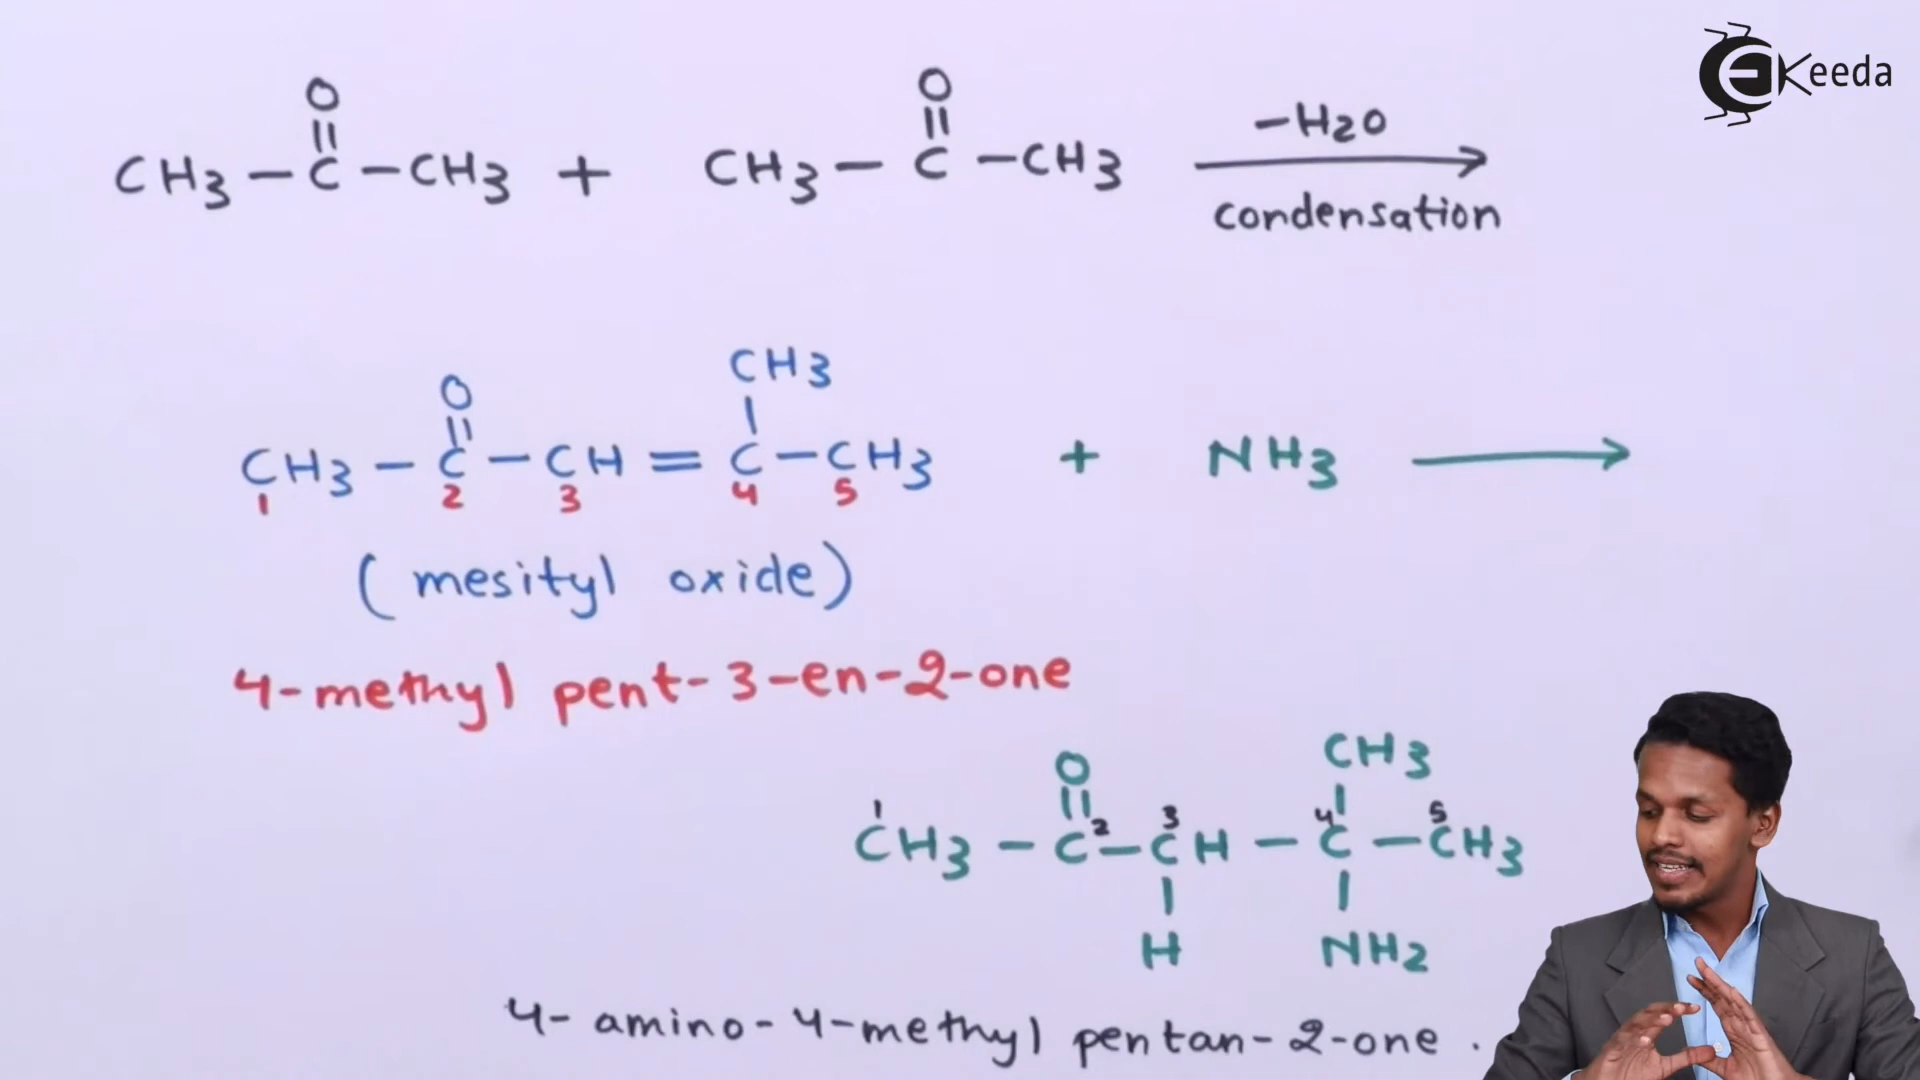 EKeeda
O O
|| || -H2O
CH3 - C - CH3 + CH3 - C - CH3
condensation
CH3
O |
||
CH3 - C - CH = C - CH3 + NH3
1 2 3 4 5
(mesityl oxide)
4-methyl pent-3-en-2-one
O CH3
|| |
1 2 3 4 5
CH3 - C - CH - C - CH3
| |
H NH2
4-amino-4-methyl pentan-2-one.